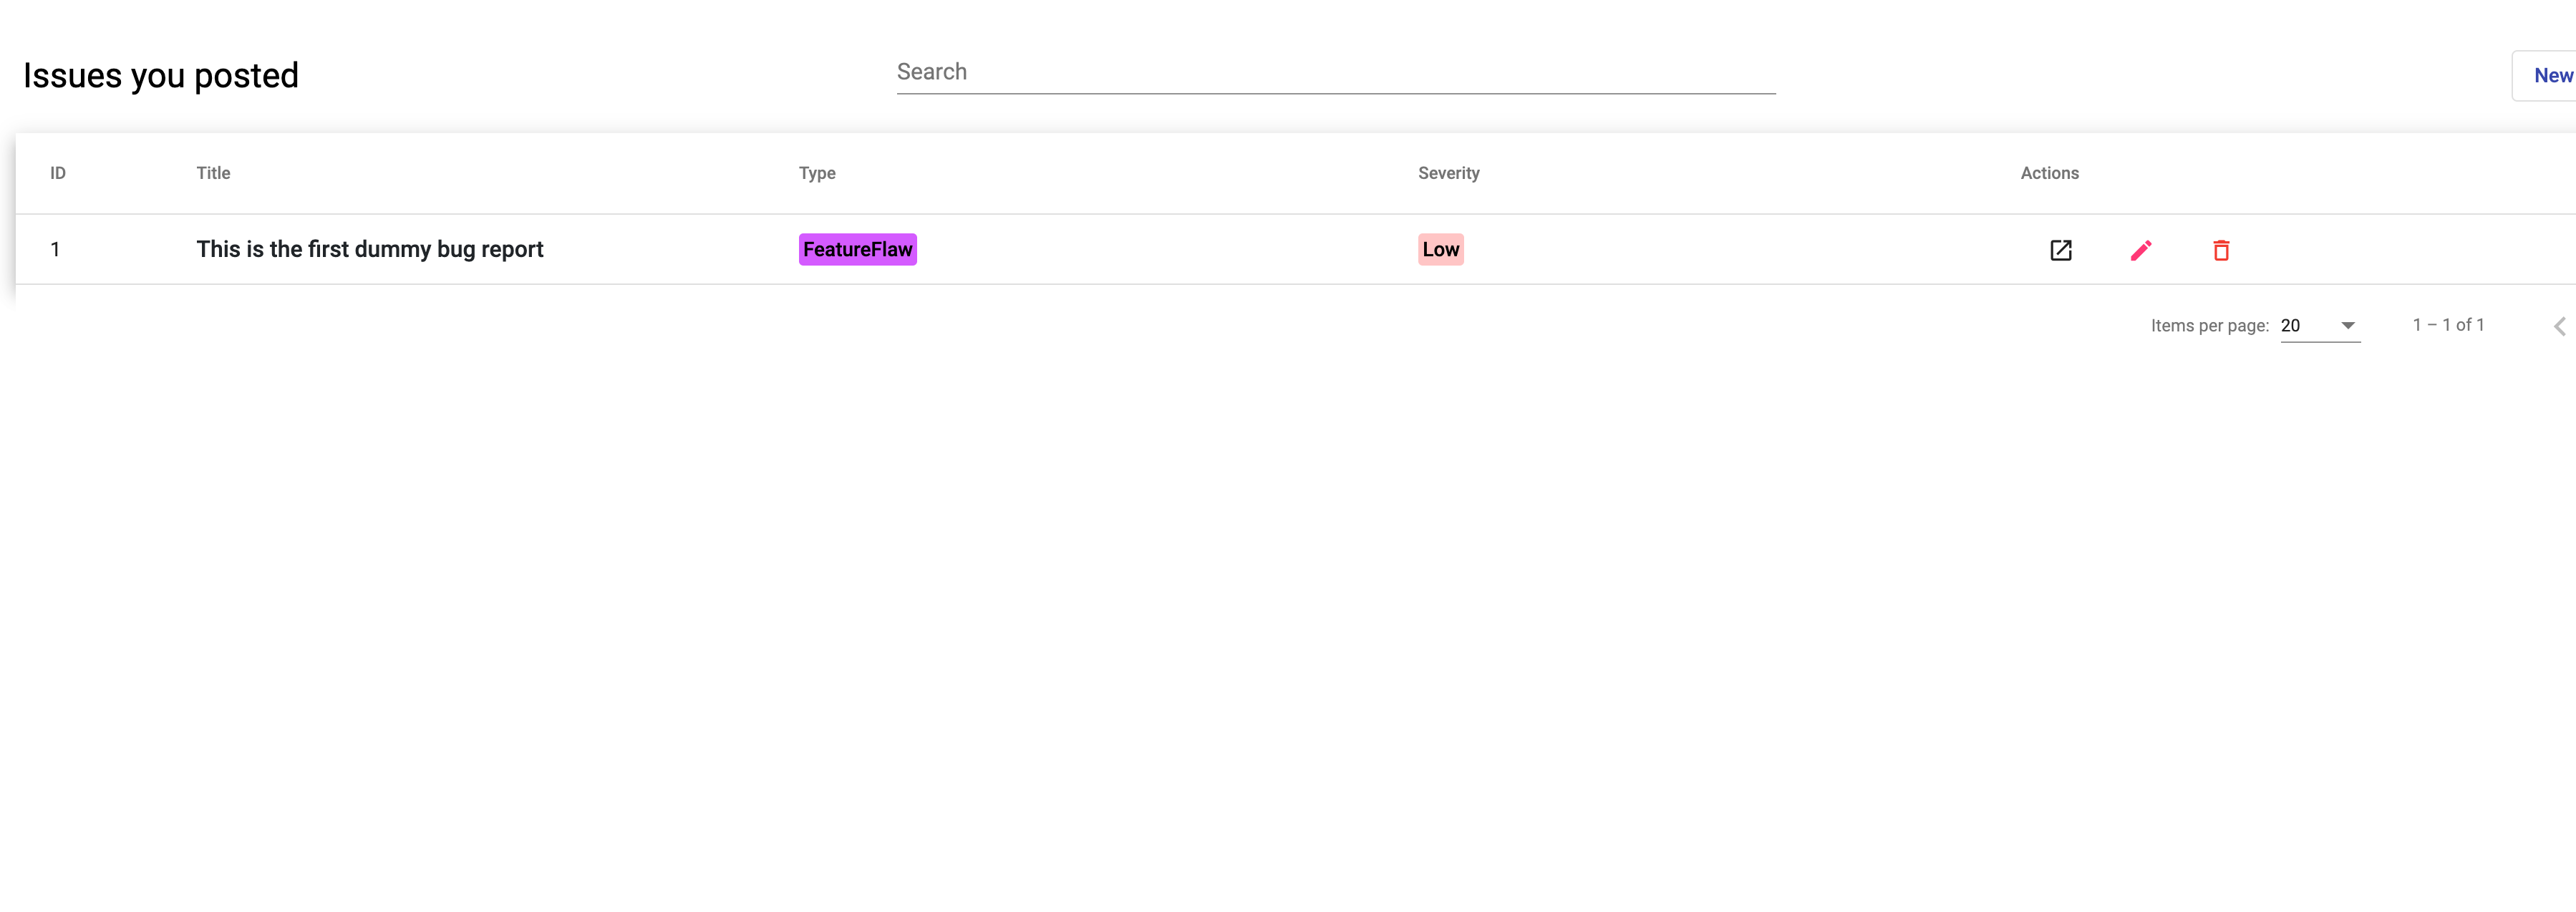 Issues you posted
Search
New
ID Title Type Severity Actions
1 This is the first dummy bug report FeatureFlaw Low
Items per page: 20 1 – 1 of 1